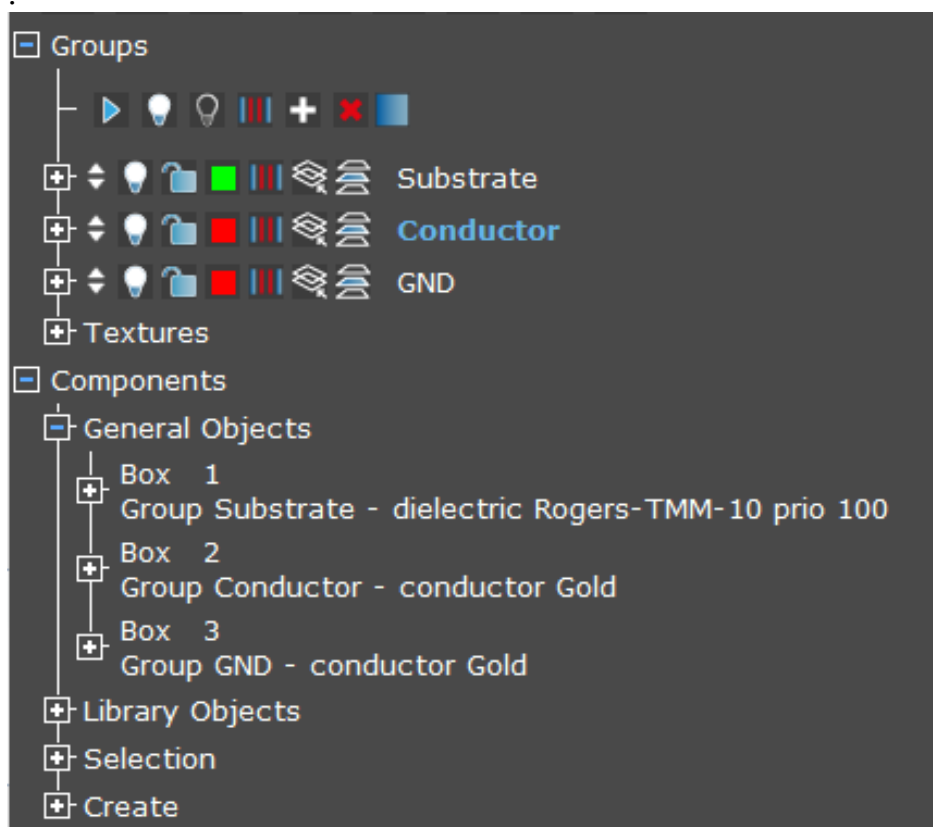 Groups
Substrate
Conductor
GND
Textures
Components
General Objects
Box 1
Group Substrate - dielectric Rogers-TMM-10 prio 100
Box 2
Group Conductor - conductor Gold
Box 3
Group GND - conductor Gold
Library Objects
Selection
Create